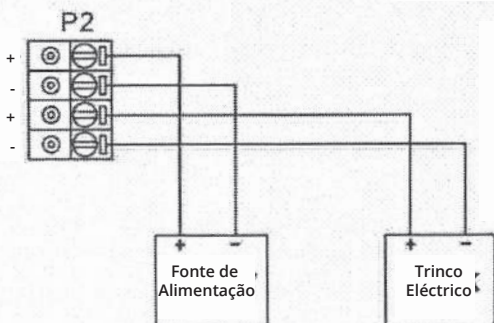 P2
+
-
+
-
+ -
Fonte de
Alimentação
+ -
Trinco
Eléctrico